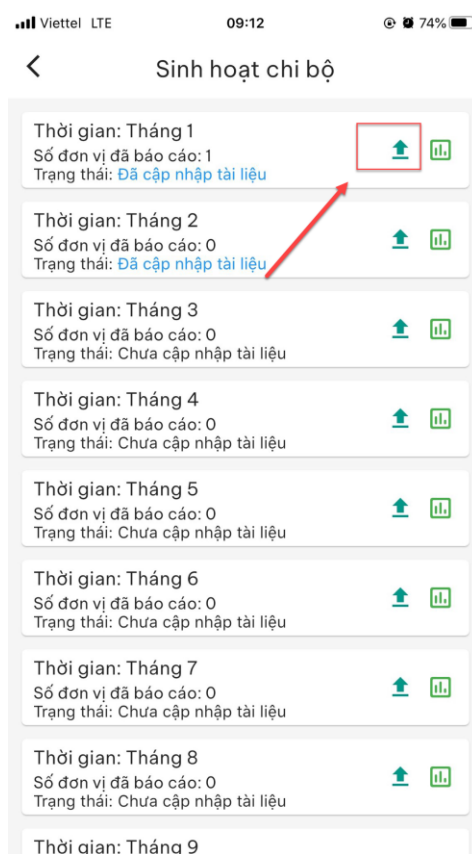 Viettel LTE 09:12 74%
Sinh hoạt chi bộ
Thời gian: Tháng 1
Số đơn vị đã báo cáo: 1
Trạng thái: Đã cập nhập tài liệu
Thời gian: Tháng 2
Số đơn vị đã báo cáo: 0
Trạng thái: Đã cập nhập tài liệu
Thời gian: Tháng 3
Số đơn vị đã báo cáo: 0
Trạng thái: Chưa cập nhập tài liệu
Thời gian: Tháng 4
Số đơn vị đã báo cáo: 0
Trạng thái: Chưa cập nhập tài liệu
Thời gian: Tháng 5
Số đơn vị đã báo cáo: 0
Trạng thái: Chưa cập nhập tài liệu
Thời gian: Tháng 6
Số đơn vị đã báo cáo: 0
Trạng thái: Chưa cập nhập tài liệu
Thời gian: Tháng 7
Số đơn vị đã báo cáo: 0
Trạng thái: Chưa cập nhập tài liệu
Thời gian: Tháng 8
Số đơn vị đã báo cáo: 0
Trạng thái: Chưa cập nhập tài liệu
Thời gian: Tháng 9